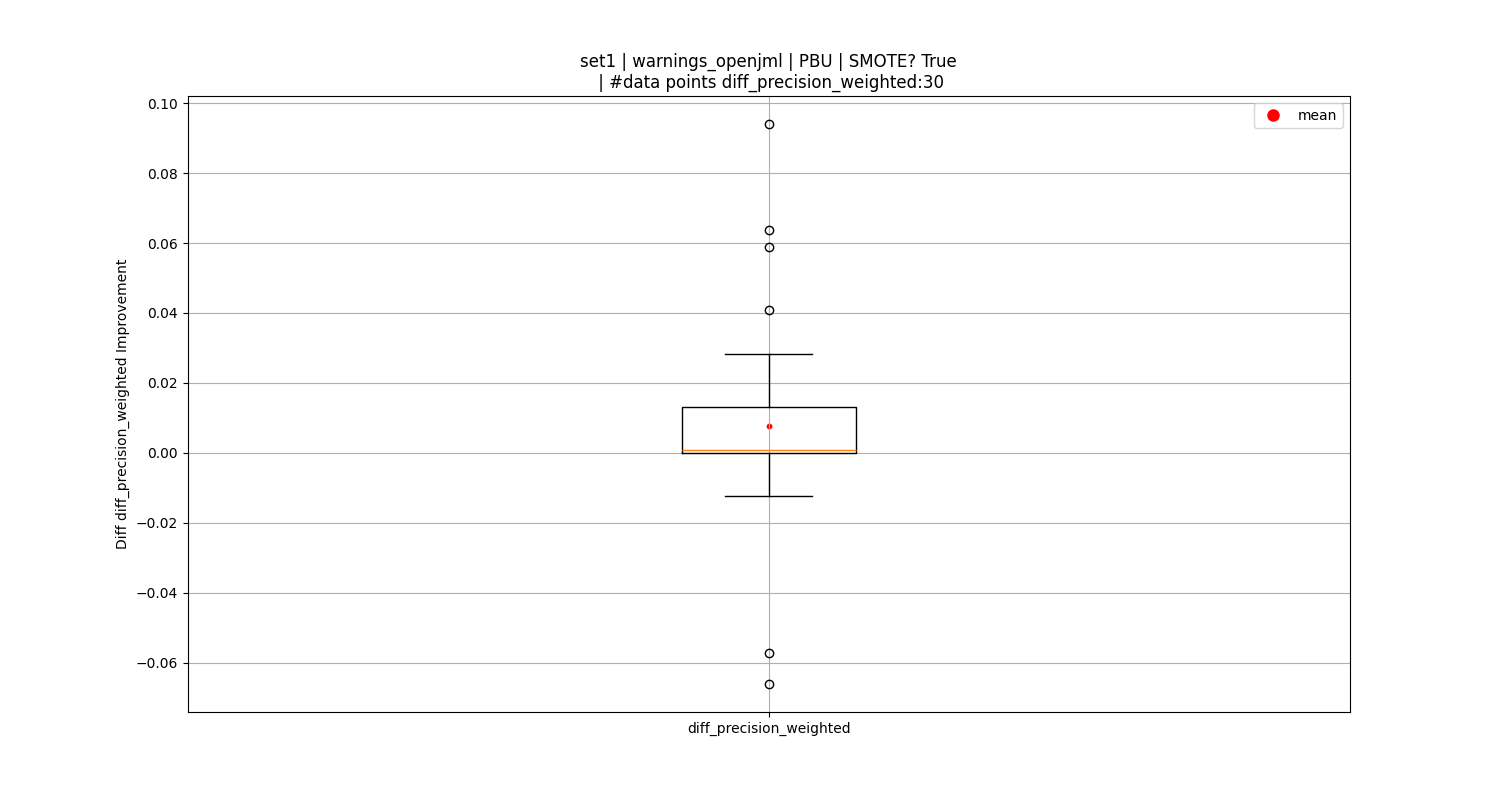 set1 | warnings_openjml | PBU | SMOTE? True
| #data points diff_precision_weighted:30
mean
0.10
0.08
0.06
0.04
0.02
0.00
−0.02
−0.04
−0.06
Diff diff_precision_weighted Improvement
diff_precision_weighted